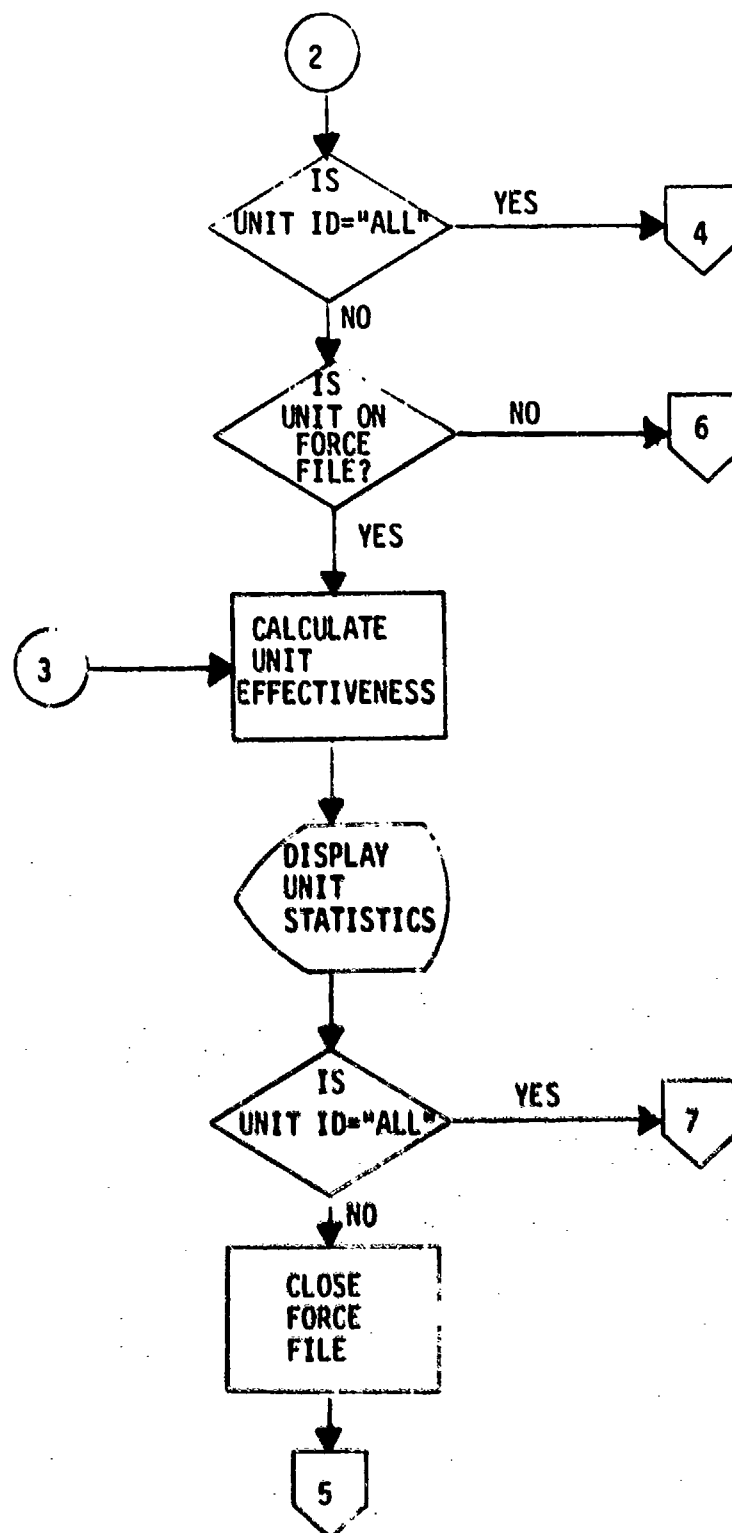 2
IS
UNIT ID="ALL"
YES
4
NO
IS
UNIT ON
FORCE
FILE?
NO
6
YES
3
CALCULATE
UNIT
EFFECTIVENESS
DISPLAY
UNIT
STATISTICS
IS
UNIT ID="ALL"
YES
7
NO
CLOSE
FORCE
FILE
5